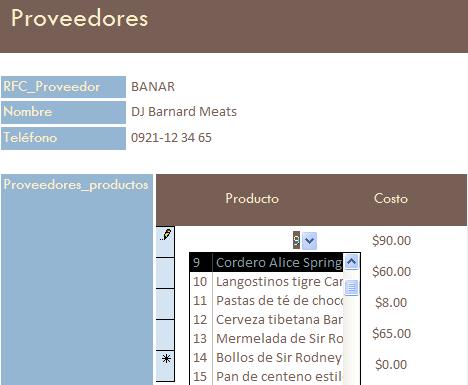 Proveedores
RFC_Proveedor BANAR
Nombre DJ Barnard Meats
Teléfono 0921-12 34 65
Proveedores_productos
Producto Costo
9 $90.00
9 Cordero Alice Spring
10 Langostinos tigre Car $60.00
11 Pastas de té de choco $8.00
12 Cerveza tibetana Bar
13 Mermelada de Sir Ro $65.00
14 Bollos de Sir Rodney $0.00
15 Pan de centeno estil